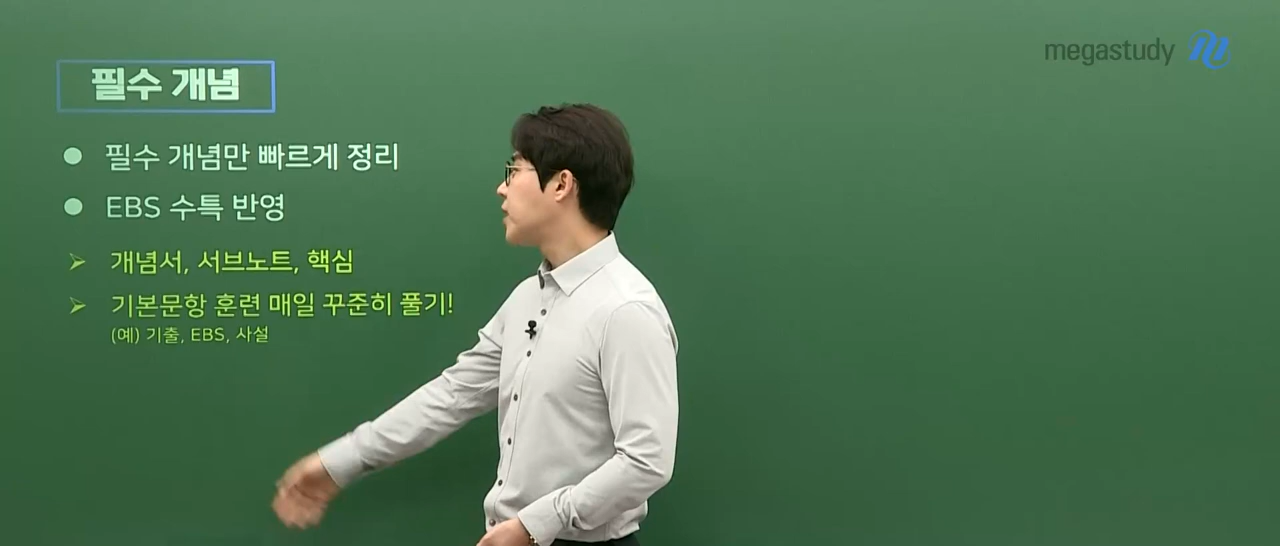 megastudy
필수 개념
필수 개념만 빠르게 정리
EBS 수특 반영
개념서, 서브노트, 핵심
기본문항 훈련 매일 꾸준히 풀기!
(예) 기출, EBS, 사설